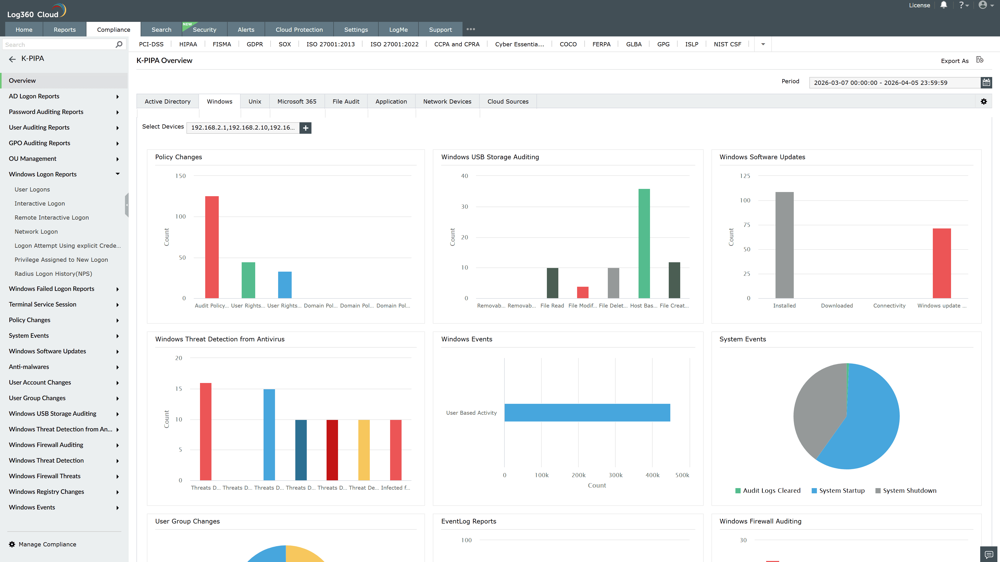 License
Log360 Cloud
Home
Reports
Compliance
Search
NEW
Security
Alerts
Cloud Protection
Settings
LogMe
Support
Search
PCI-DSS
HIPAA
FISMA
GDPR
SOX
ISO 27001:2013
ISO 27001:2022
CCPA and CPRA
Cyber Essentia...
COCO
FERPA
GLBA
GPG
ISLP
NIST CSF
K-PIPA
Overview
AD Logon Reports
Password Auditing Reports
User Auditing Reports
GPO Auditing Reports
OU Management
Windows Logon Reports
User Logons
Interactive Logon
Remote Interactive Logon
Network Logon
Logon Attempt Using explicit Crede...
Privilege Assigned to New Logon
Radius Logon History(NPS)
Windows Failed Logon Reports
Terminal Service Session
Policy Changes
System Events
Windows Software Updates
Anti-malwares
User Account Changes
User Group Changes
Windows USB Storage Auditing
Windows Threat Detection from An...
Windows Firewall Auditing
Windows Threat Detection
Windows Firewall Threats
Windows Registry Changes
Windows Events
Manage Compliance
K-PIPA Overview
Export As
Period
2026-03-07 00:00:00 - 2026-04-05 23:59:59
Active Directory
Windows
Unix
Microsoft 365
File Audit
Application
Network Devices
Cloud Sources
Select Devices
192.168.2.1,192.168.2.10,192.16...
Policy Changes
150
100
50
0
Count
Audit Policy...
User Rights...
User Rights...
Domain Pol...
Domain Pol...
Domain Pol...
Windows USB Storage Auditing
40
30
20
10
0
Count
Removab...
Removab...
File Read
File Modif...
File Delet...
Host Bas...
File Creat...
Windows Software Updates
125
100
75
50
25
0
Count
Installed
Downloaded
Connectivity
Windows update ...
Windows Threat Detection from Antivirus
20
15
10
5
0
Count
Threats D...
Threats D...
Threats D...
Threats D...
Threats D...
Threat De...
Infected f...
Windows Events
User Based Activity
0
100k
200k
300k
400k
500k
Count
System Events
Audit Logs Cleared
System Startup
System Shutdown
User Group Changes
EventLog Reports
100
Windows Firewall Auditing
30